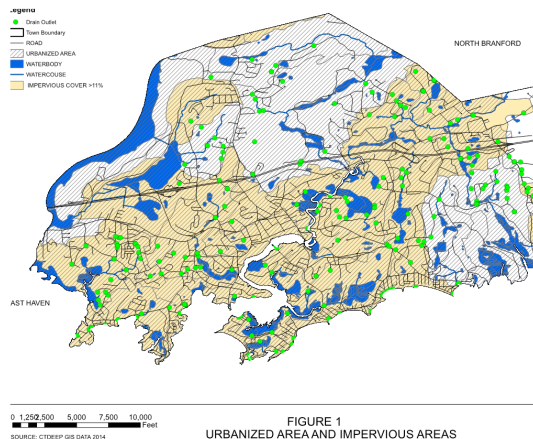 Legend
Drain Outlet
Town Boundary
ROAD
URBANIZED AREA
WATERBODY
WATERCOUSE
IMPERVIOUS COVER >11%
NORTH BRANFORD
AST HAVEN
0 1,250 2,500 5,000 7,500 10,000
Feet
SOURCE: CTDEEP GIS DATA 2014
FIGURE 1
URBANIZED AREA AND IMPERVIOUS AREAS